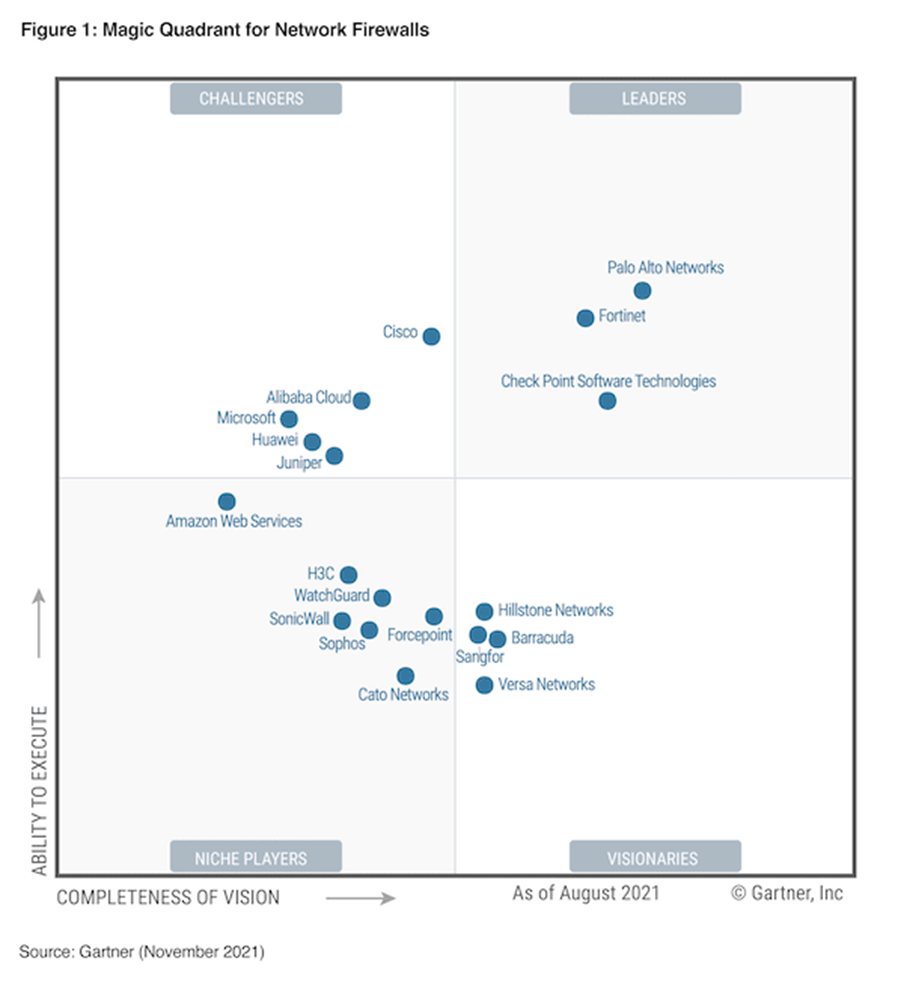 Figure 1: Magic Quadrant for Network Firewalls
CHALLENGERS
LEADERS
Palo Alto Networks
Fortinet
Cisco
Check Point Software Technologies
Alibaba Cloud
Microsoft
Huawei
Juniper
Amazon Web Services
H3C
WatchGuard
SonicWall
Sophos
Forcepoint
Hillstone Networks
Barracuda
Sangfor
Cato Networks
Versa Networks
ABILITY TO EXECUTE
NICHE PLAYERS
VISIONARIES
COMPLETENESS OF VISION
As of August 2021
© Gartner, Inc
Source: Gartner (November 2021)